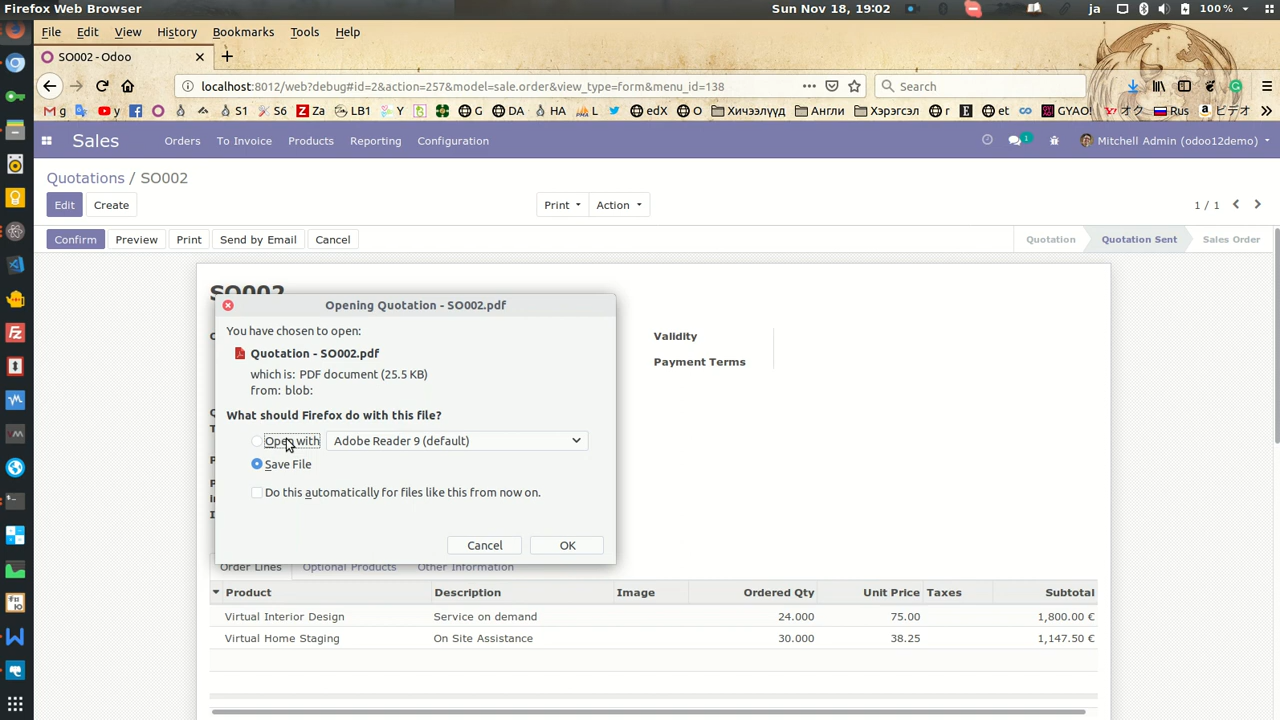 Firefox Web Browser Sun Nov 18, 19:02 ja 100%
File Edit View History Bookmarks Tools Help
SO002 - Odoo
localhost:8012/web?debug#id=2&action=257&model=sale.order&view_type=form&menu_id=138 Search
g y S1 S6 Za LB1 Y DA HA L edX O Хичээлүүд Англи Хэрэгсэл r et GYAO! オク... Rus ビデオ
Sales Orders To Invoice Products Reporting Configuration 1 Mitchell Admin (odoo12demo)
Quotations / SO002
Edit Create Print Action 1 / 1
Confirm Preview Print Send by Email Cancel Quotation Quotation Sent Sales Order
SO002
Opening Quotation - SO002.pdf
You have chosen to open:
Quotation - SO002.pdf
which is: PDF document (25.5 KB)
from: blob:
What should Firefox do with this file?
Open with Adobe Reader 9 (default)
Save File
Do this automatically for files like this from now on.
Cancel OK
Validity
Payment Terms
Order Lines Optional Products Other Information
Product Description Image Ordered Qty Unit Price Taxes Subtotal
Virtual Interior Design Service on demand 24.000 75.00 1,800.00 €
Virtual Home Staging On Site Assistance 30.000 38.25 1,147.50 €